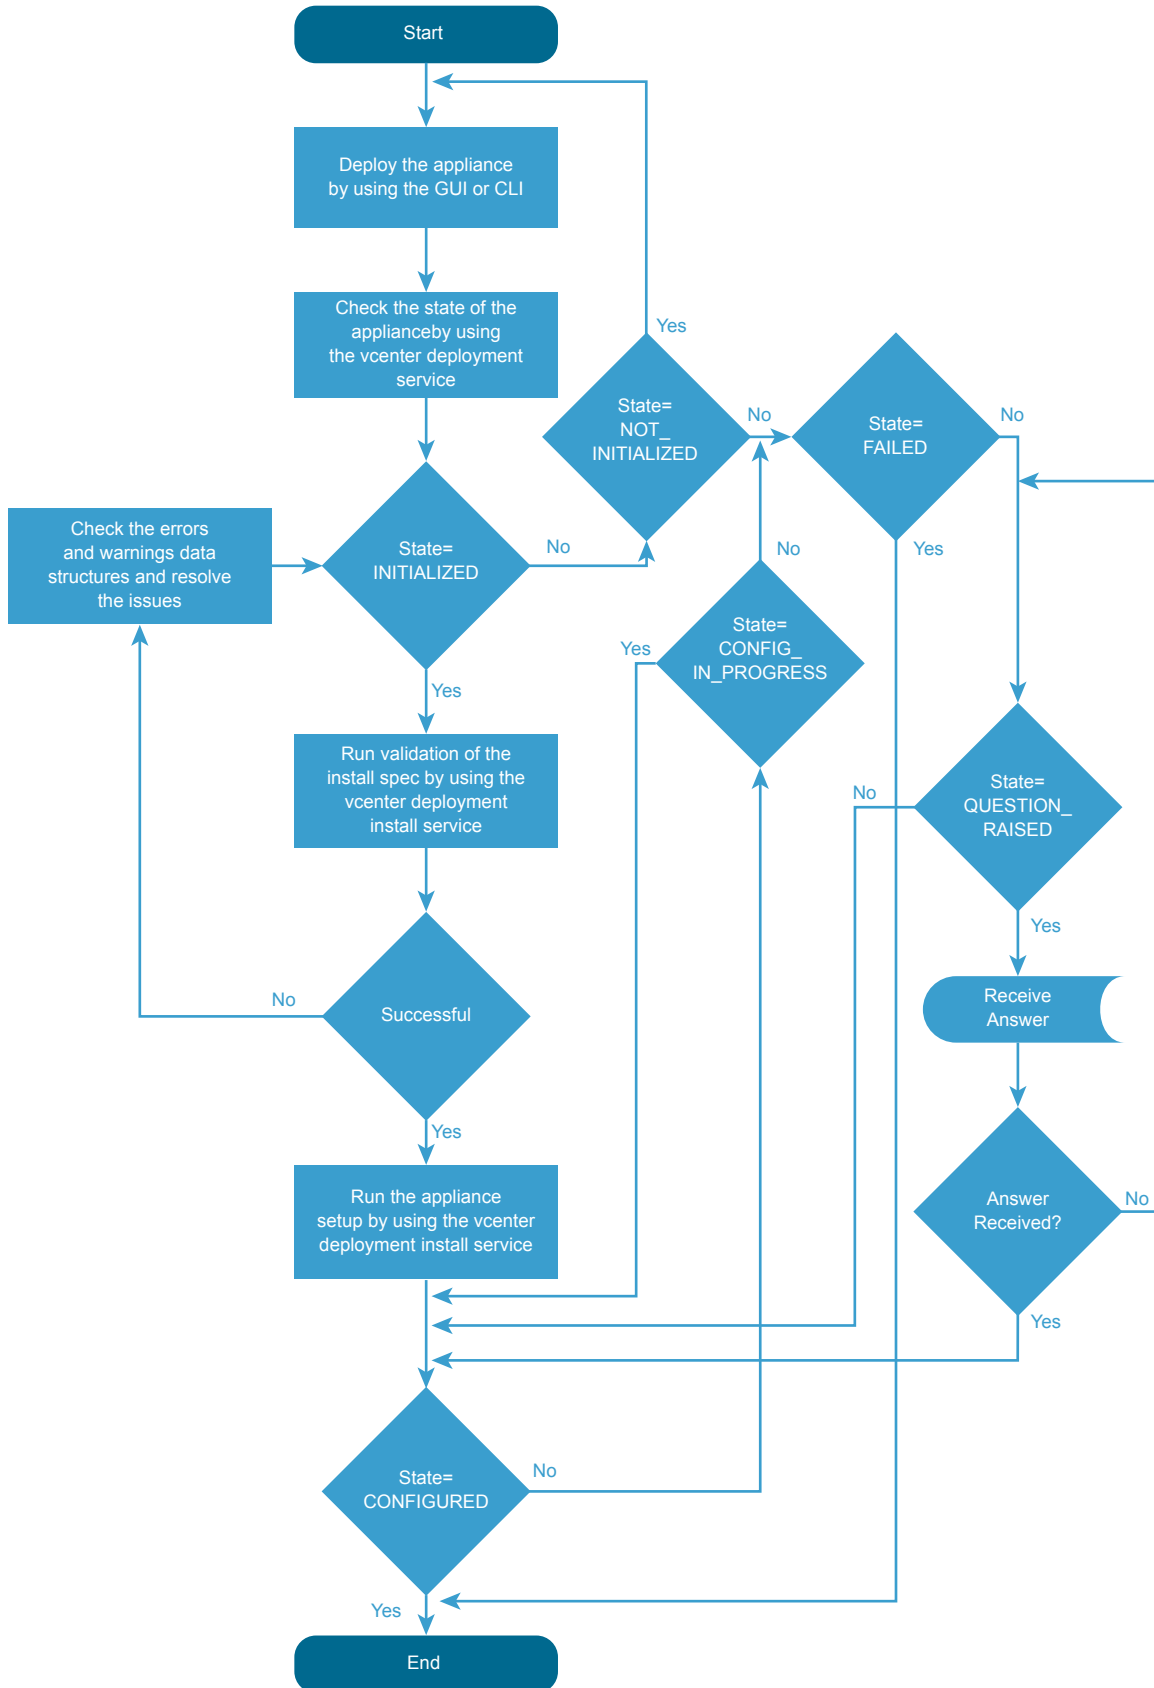 Start
Deploy the appliance
by using the GUI or CLI
Check the state of the
applianceby using
the vcenter deployment
service
Yes
State=
NOT_
INITIALIZED
No
State=
FAILED
No
Check the errors
and warnings data
structures and resolve
the issues
State=
INITIALIZED
No
No
Yes
Yes
State=
CONFIG_
IN_PROGRESS
Yes
Run validation of the
install spec by using the
vcenter deployment
install service
No
State=
QUESTION_
RAISED
Yes
No
Successful
Receive
Answer
Yes
Run the appliance
setup by using the vcenter
deployment install service
Answer
Received?
No
Yes
State=
CONFIGURED
No
Yes
End